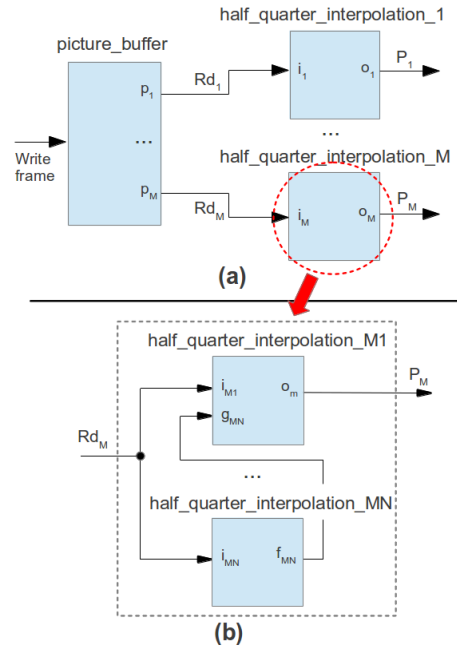 half_quarter_interpolation_1
picture_buffer
p1
Rd1
i1
o1
P1
...
...
Write
frame
half_quarter_interpolation_M
pM
RdM
iM
oM
PM
(a)
half_quarter_interpolation_M1
iM1
om
PM
gMN
RdM
...
half_quarter_interpolation_MN
iMN
fMN
(b)